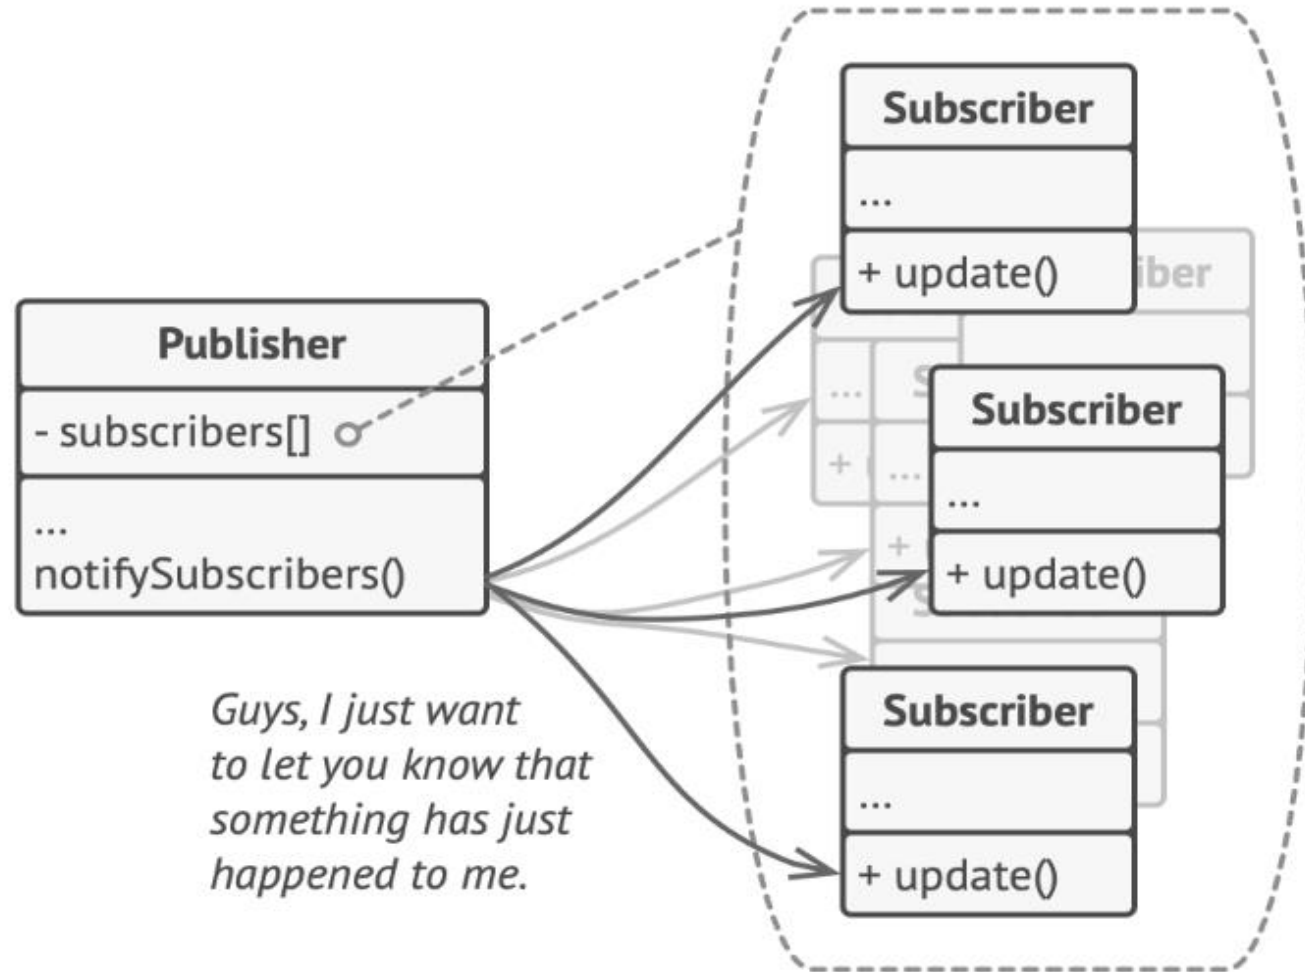 Publisher
- subscribers[]
...
notifySubscribers()
Guys, I just want
to let you know that
something has just
happened to me.
Subscriber
...
+ update()
Subscriber
...
+ update()
Subscriber
...
+ update()
...
+
...
+